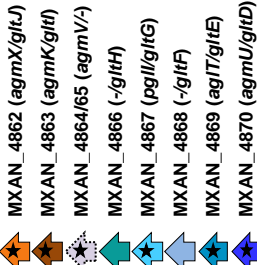 MXAN_4862 (agmX/gltJ)
MXAN_4863 (agmK/gltI)
MXAN_4864/65 (agmV/-)
MXAN_4866 (-/gltH)
MXAN_4867 (pglI/gltG)
MXAN_4868 (-/gltF)
MXAN_4869 (aglT/gltE)
MXAN_4870 (agmU/gltD)